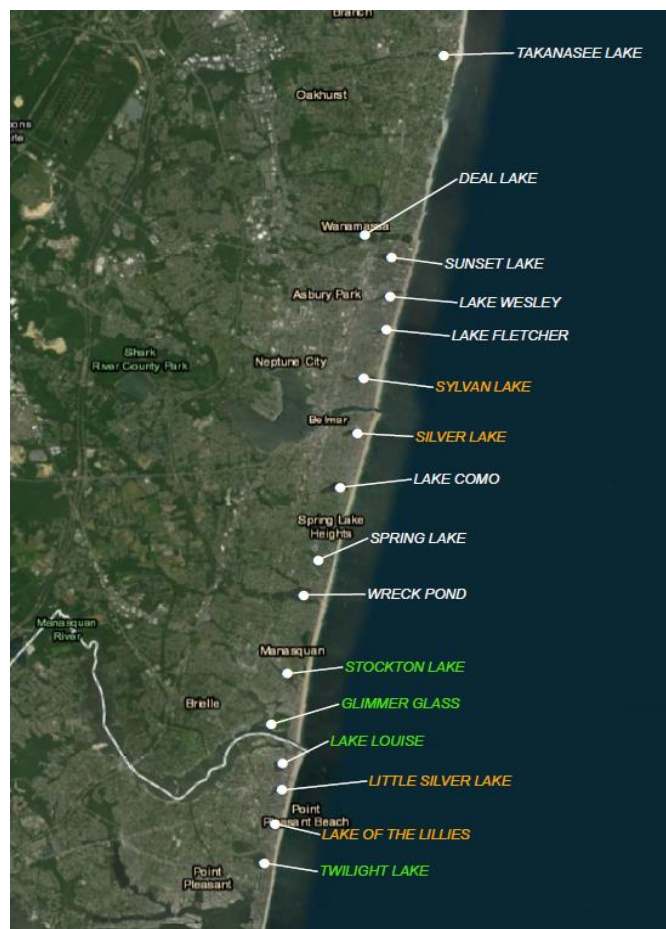 Branch
TAKANASEE LAKE
Oakhurst
DEAL LAKE
Wanamassa
SUNSET LAKE
Asbury Park
LAKE WESLEY
LAKE FLETCHER
Shark
River County Park
Neptune City
SYLVAN LAKE
Belmar
SILVER LAKE
LAKE COMO
Spring Lake
Heights
SPRING LAKE
WRECK POND
Manasquan
River
Manasquan
STOCKTON LAKE
Brielle
GLIMMER GLASS
LAKE LOUISE
LITTLE SILVER LAKE
Point
Pleasant Beach
LAKE OF THE LILLIES
Point
Pleasant
TWILIGHT LAKE